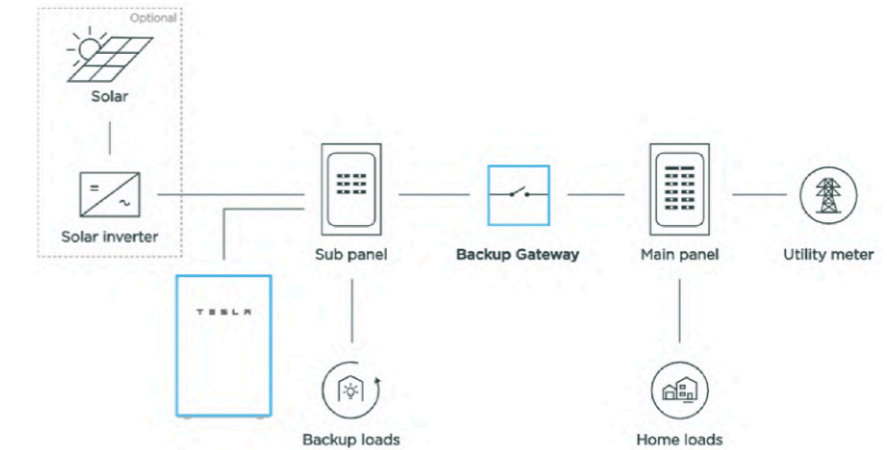 Optional
Solar
Solar inverter
TESLA
Sub panel
Backup Gateway
Main panel
Utility meter
Backup loads
Home loads